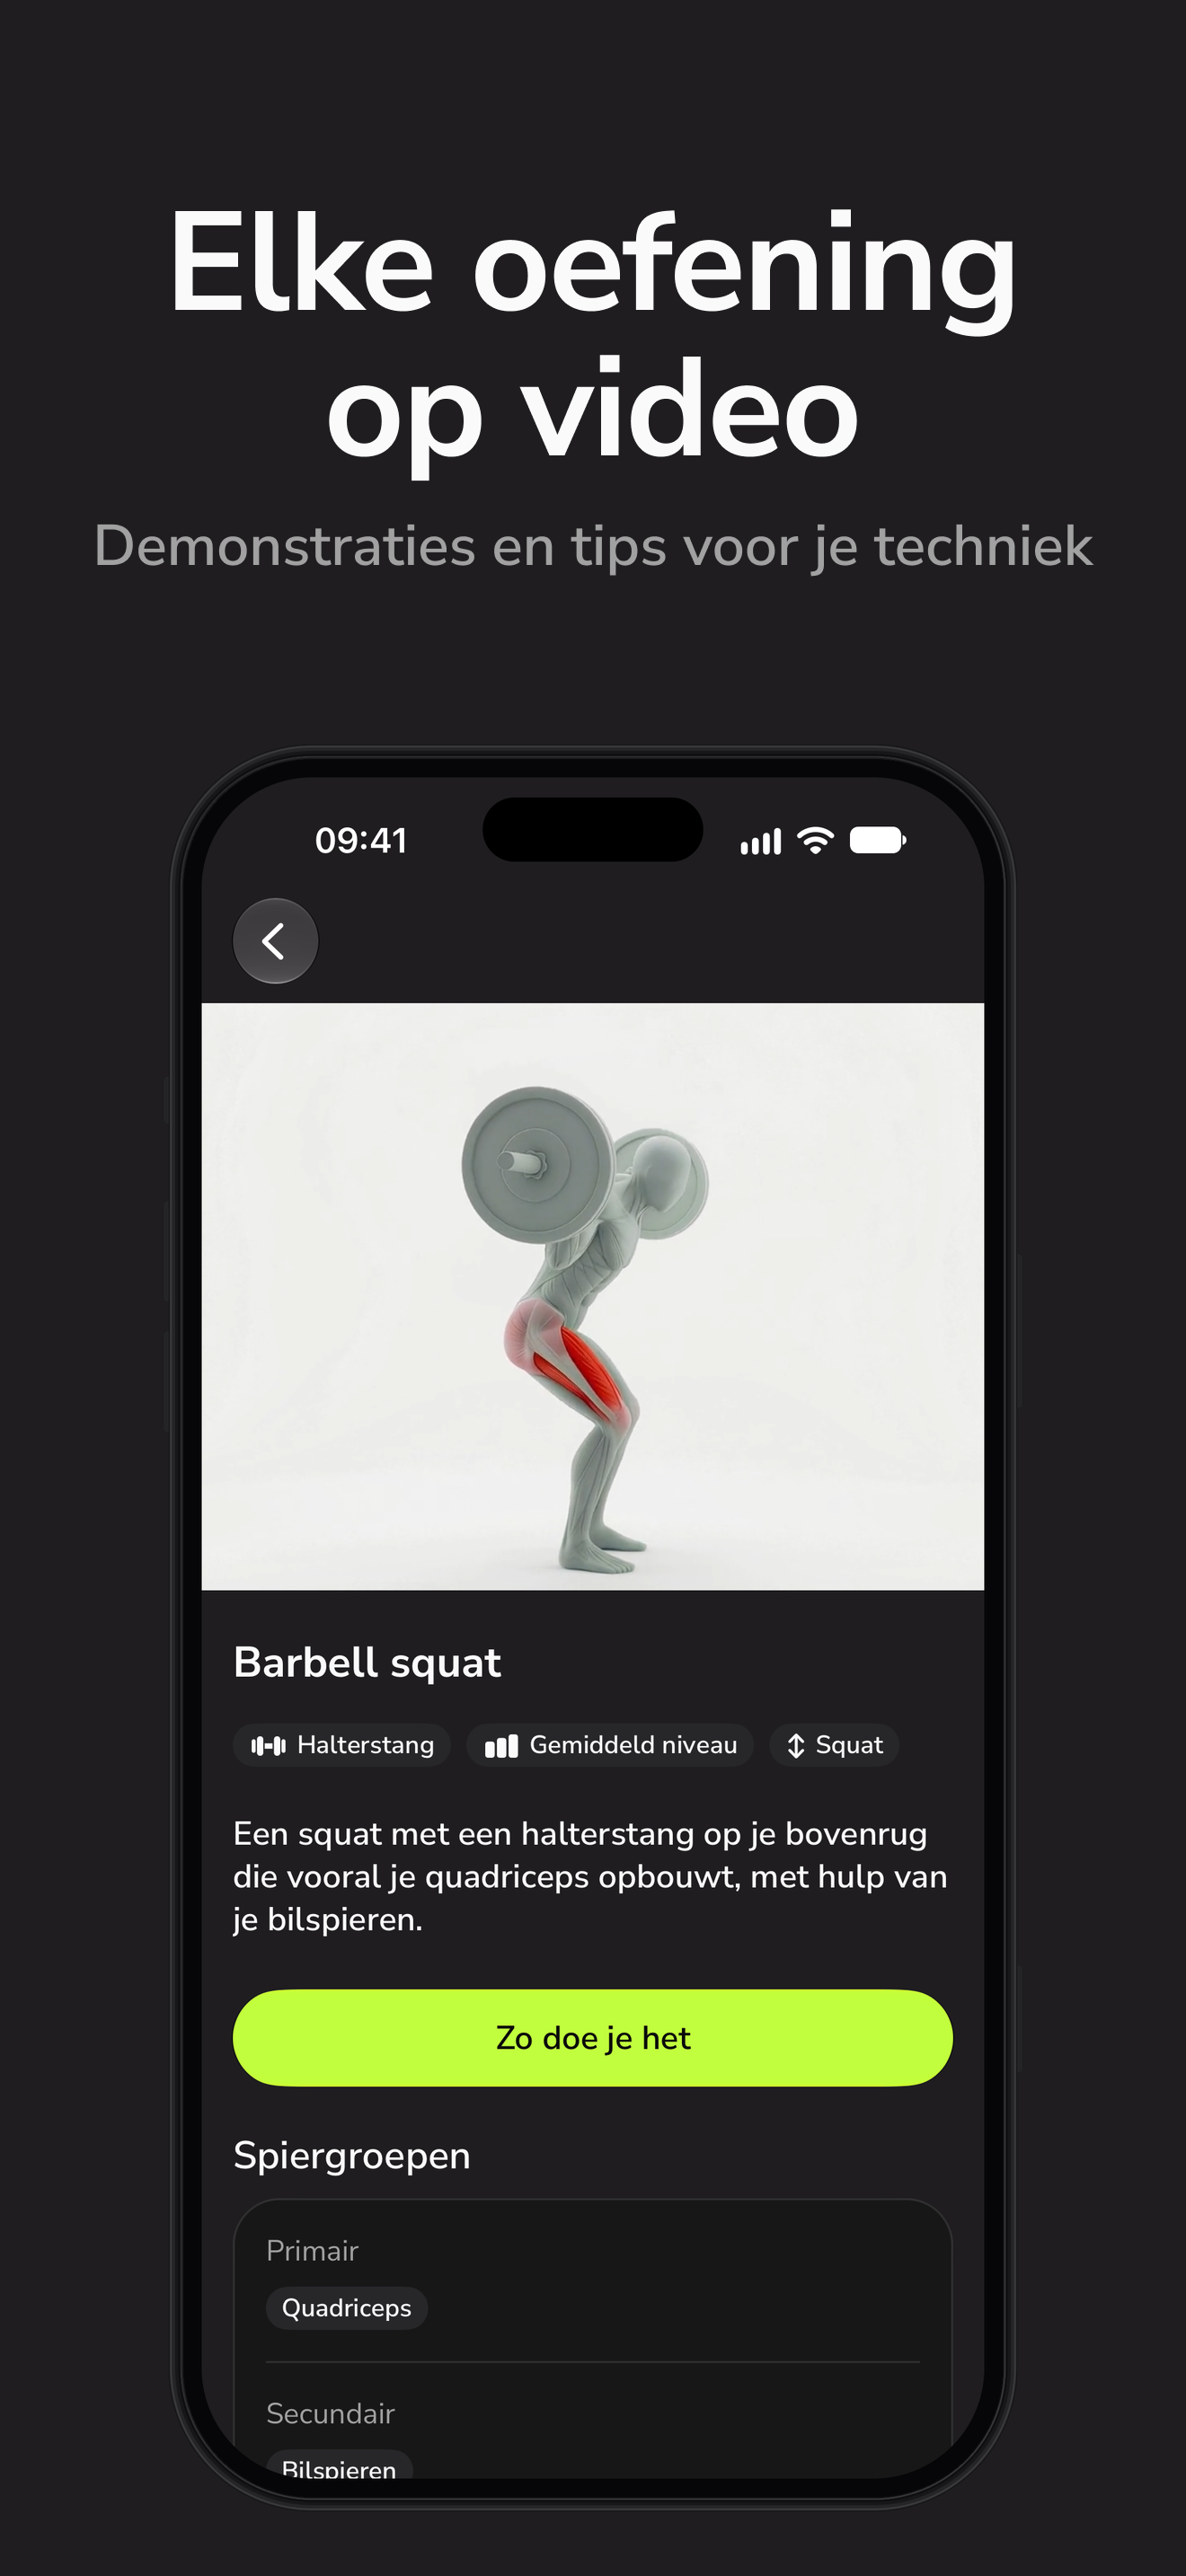 Elke oefening
op video
Demonstraties en tips voor je techniek
09:41
Barbell squat
Halterstang Gemiddeld niveau Squat
Een squat met een halterstang op je bovenrug
die vooral je quadriceps opbouwt, met hulp van
je bilspieren.
Zo doe je het
Spiergroepen
Primair
Quadriceps
Secundair
Bilspieren